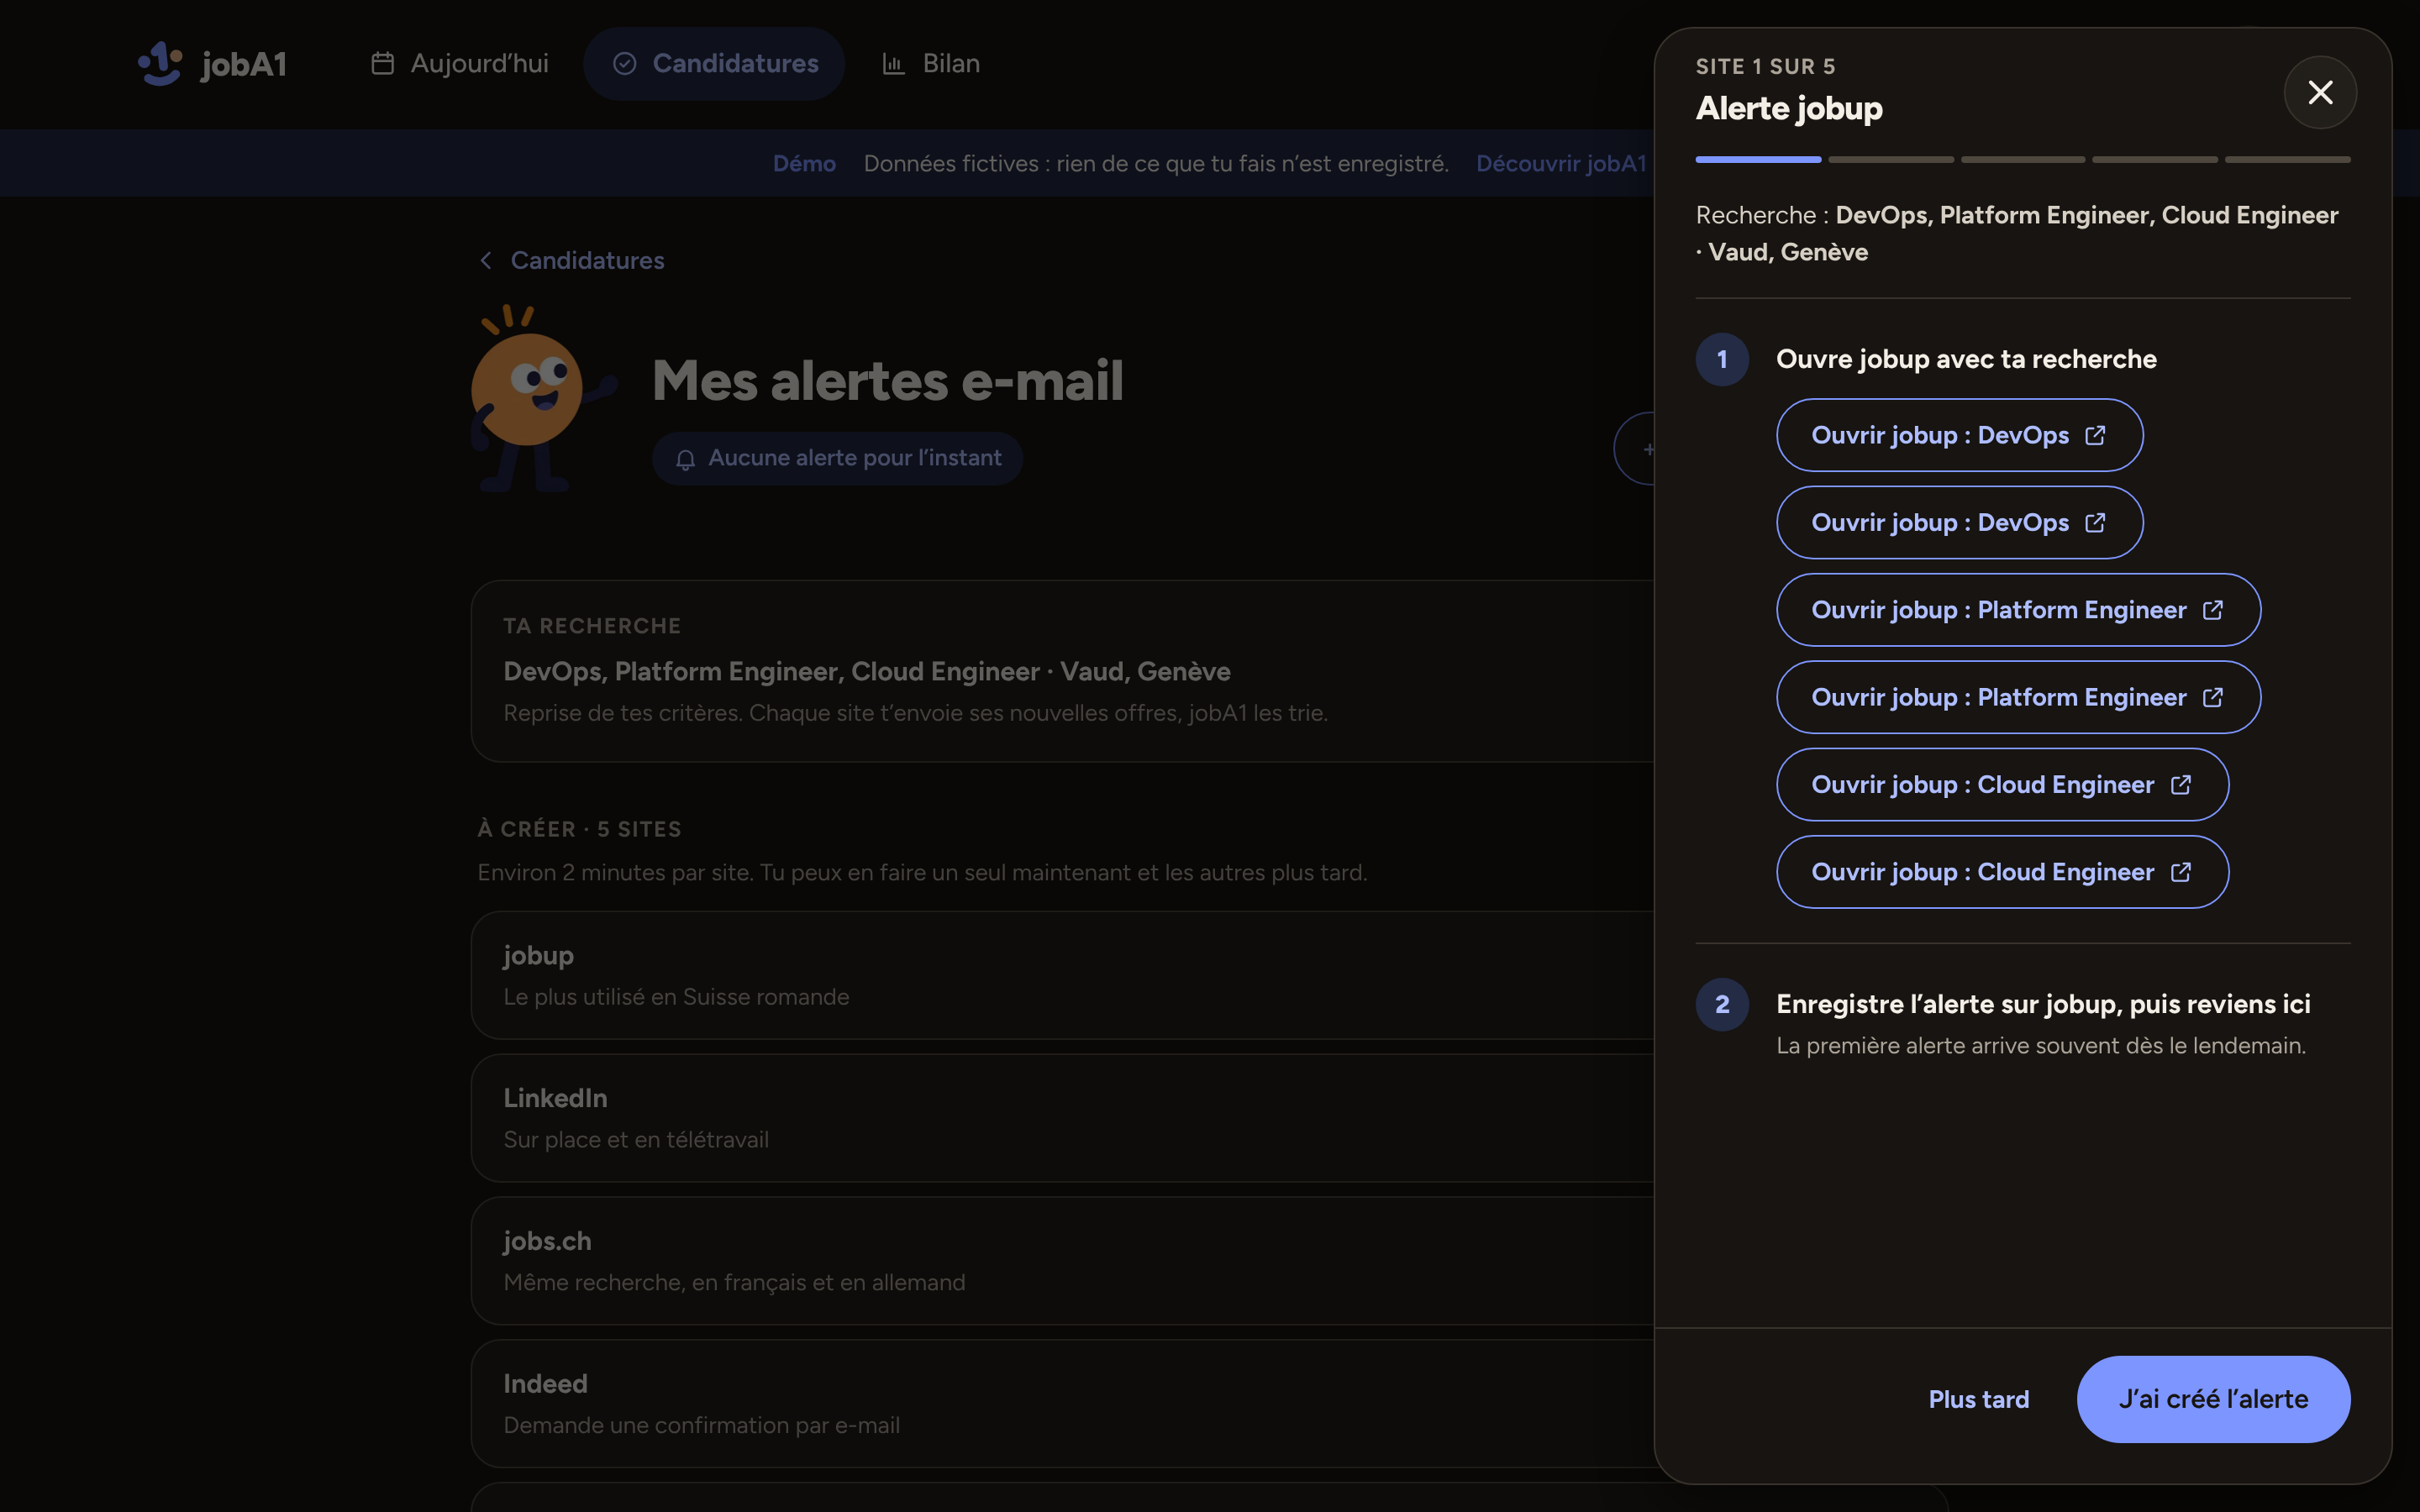 jobA1
Aujourd’hui
Candidatures
Bilan
Démo Données fictives : rien de ce que tu fais n’est enregistré. Découvrir jobA1
Candidatures
Mes alertes e-mail
Aucune alerte pour l’instant
+
TA RECHERCHE
DevOps, Platform Engineer, Cloud Engineer · Vaud, Genève
Reprise de tes critères. Chaque site t’envoie ses nouvelles offres, jobA1 les trie.
À CRÉER · 5 SITES
Environ 2 minutes par site. Tu peux en faire un seul maintenant et les autres plus tard.
jobup
Le plus utilisé en Suisse romande
LinkedIn
Sur place et en télétravail
jobs.ch
Même recherche, en français et en allemand
Indeed
Demande une confirmation par e-mail
SITE 1 SUR 5
Alerte jobup
Recherche : DevOps, Platform Engineer, Cloud Engineer
· Vaud, Genève
1 Ouvre jobup avec ta recherche
Ouvrir jobup : DevOps
Ouvrir jobup : DevOps
Ouvrir jobup : Platform Engineer
Ouvrir jobup : Platform Engineer
Ouvrir jobup : Cloud Engineer
Ouvrir jobup : Cloud Engineer
2 Enregistre l’alerte sur jobup, puis reviens ici
La première alerte arrive souvent dès le lendemain.
Plus tard
J’ai créé l’alerte